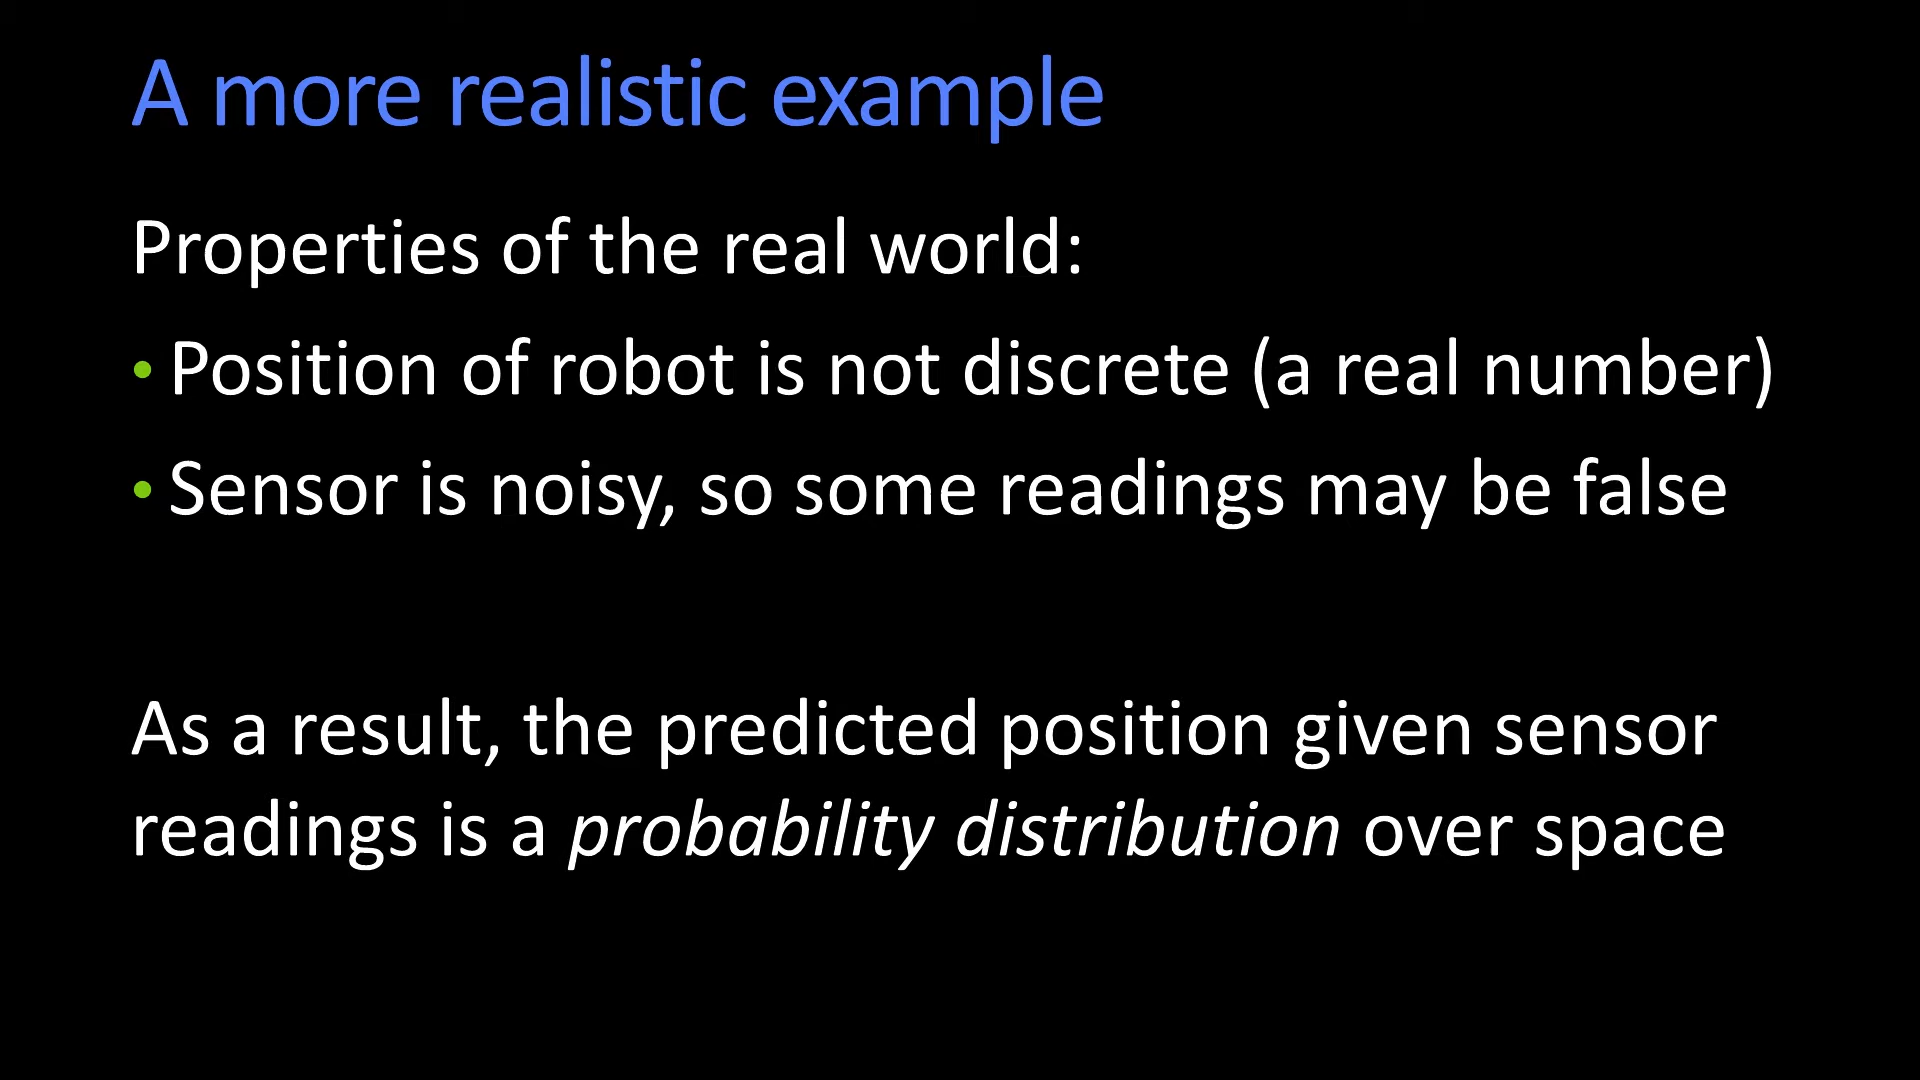 A more realistic example
Properties of the real world:
• Position of robot is not discrete (a real number)
• Sensor is noisy, so some readings may be false
As a result, the predicted position given sensor
readings is a probability distribution over space